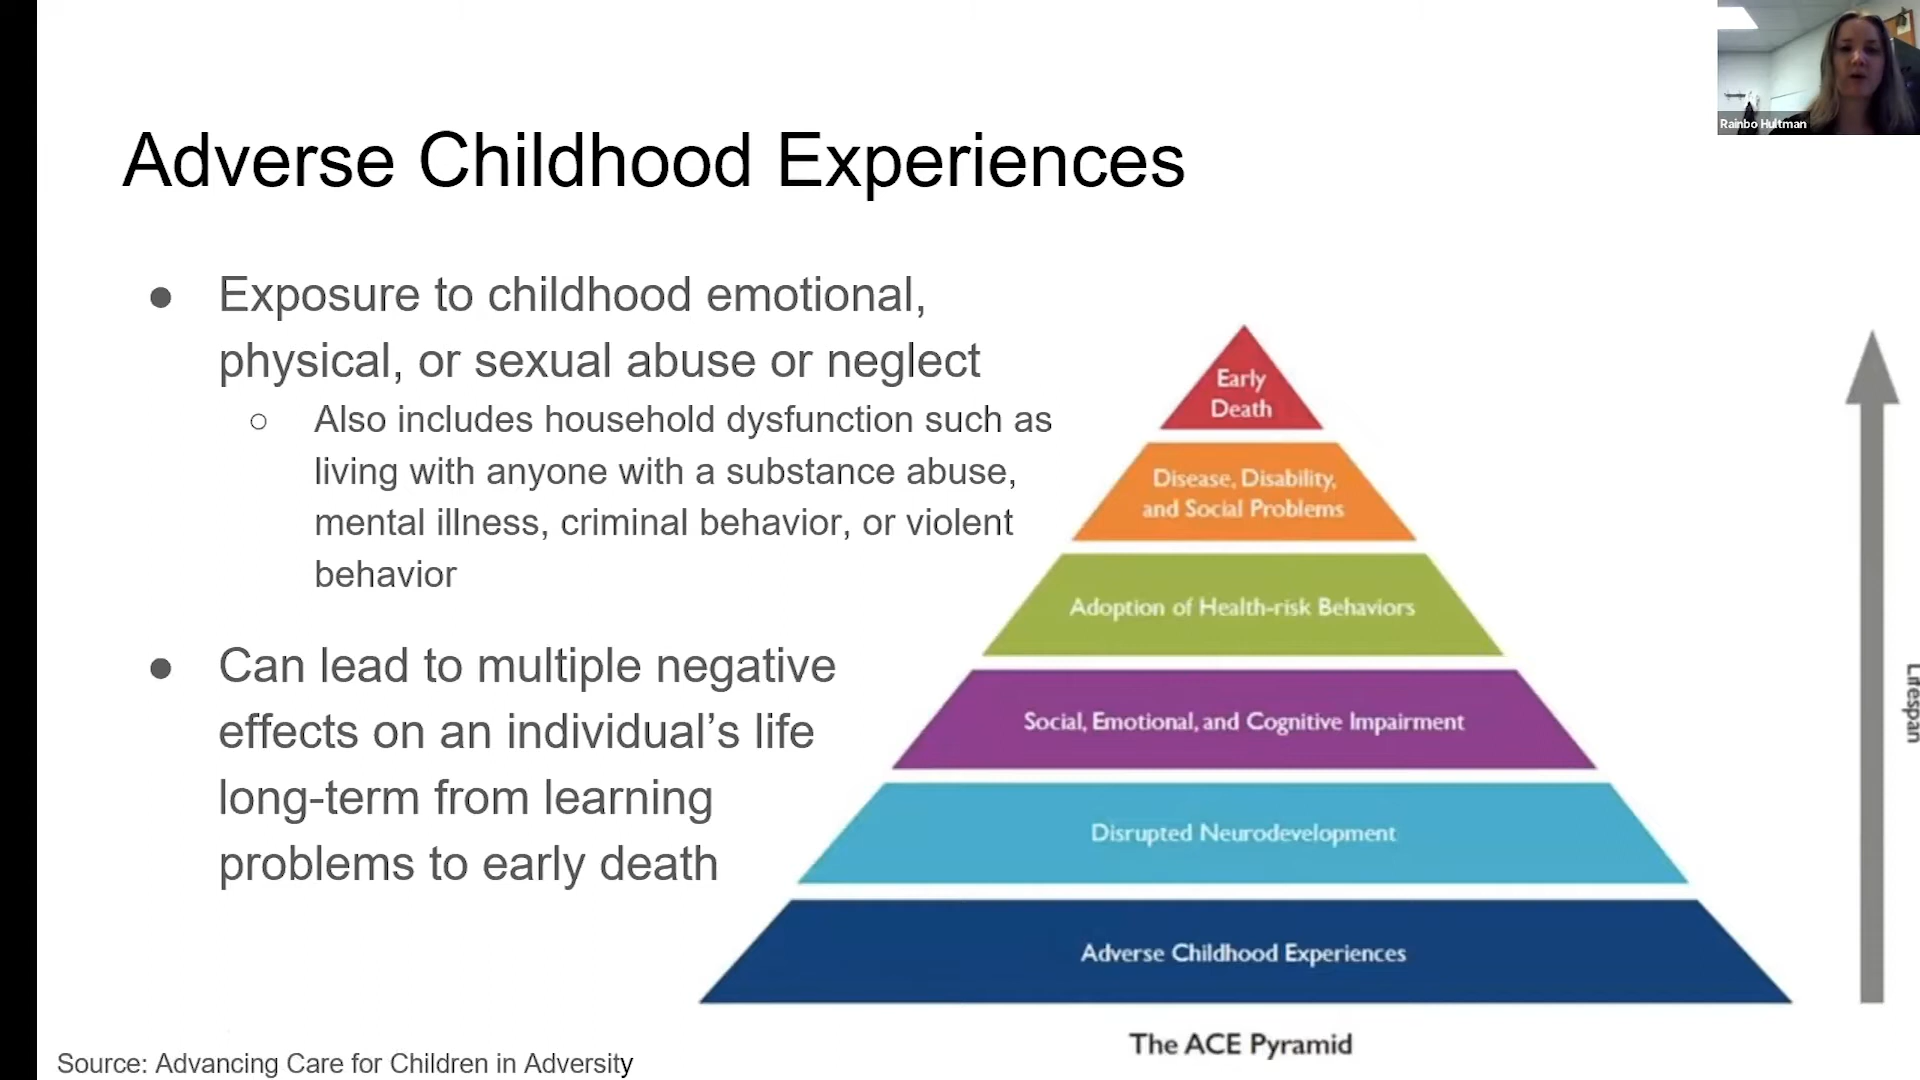 Rainbo Hultman
Adverse Childhood Experiences
● Exposure to childhood emotional,
physical, or sexual abuse or neglect
○ Also includes household dysfunction such as
living with anyone with a substance abuse,
mental illness, criminal behavior, or violent
behavior
● Can lead to multiple negative
effects on an individual’s life
long-term from learning
problems to early death
Early
Death
Disease, Disability,
and Social Problems
Adoption of Health-risk Behaviors
Social, Emotional, and Cognitive Impairment
Disrupted Neurodevelopment
Adverse Childhood Experiences
The ACE Pyramid
Lifespan
Source: Advancing Care for Children in Adversity